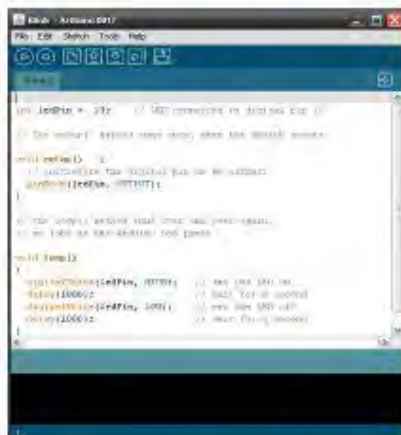 Blink - Arduino 0017
File Edit Sketch Tools Help
int ledPin = 13; // LED connected to digital pin 13
// The setup() method runs once, when the sketch starts
void setup() {
// initialize the digital pin as an output:
pinMode(ledPin, OUTPUT);
}
// the loop() method runs over and over again,
// as long as the Arduino has power
void loop()
{
digitalWrite(ledPin, HIGH); // set the LED on
delay(1000); // wait for a second
digitalWrite(ledPin, LOW); // set the LED off
delay(1000); // wait for a second
}